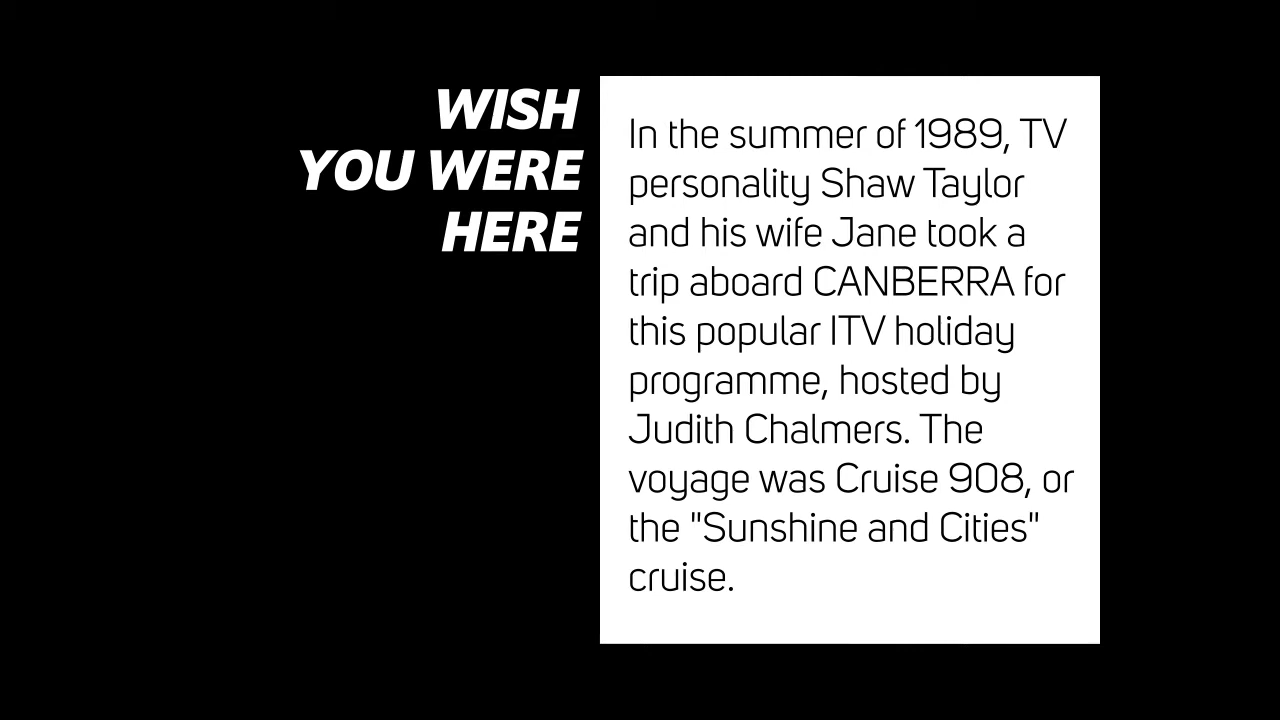 WISH
YOU WERE
HERE
In the summer of 1989, TV
personality Shaw Taylor
and his wife Jane took a
trip aboard CANBERRA for
this popular ITV holiday
programme, hosted by
Judith Chalmers. The
voyage was Cruise 908, or
the "Sunshine and Cities"
cruise.